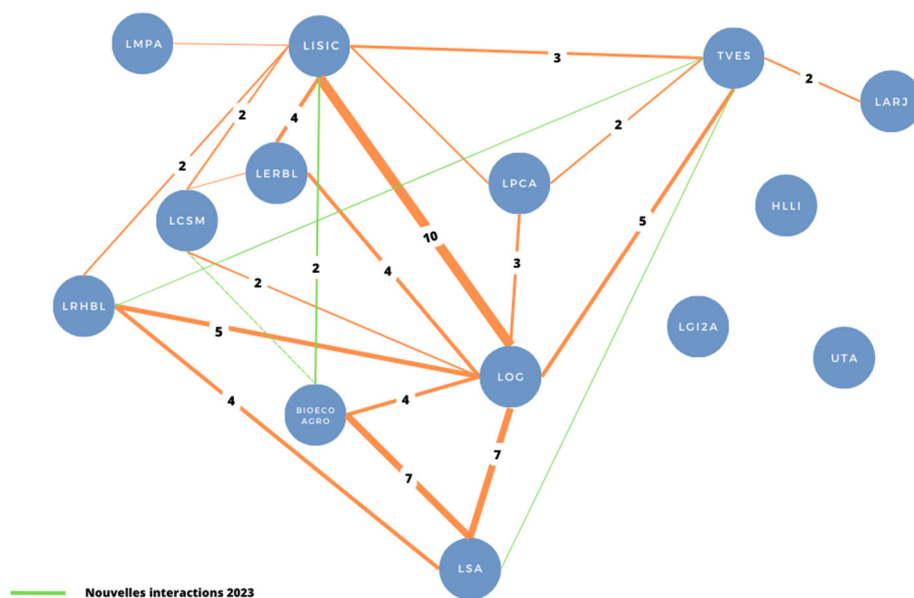 LMPA
LISIC
TVES
3
2
LARJ
2
4
2
2
LERBL
LPCA
HLLI
LCSM
5
10
3
2
4
2
LRHBL
5
LGI2A
UTA
LOG
4
4
BIOECO
AGRO
7
7
LSA
Nouvelles interactions 2023